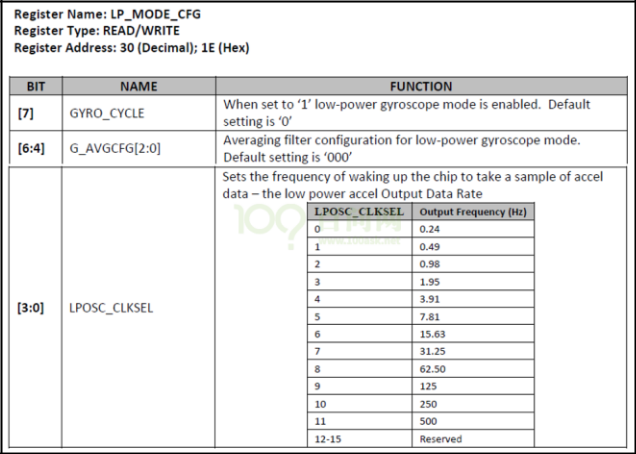 Register Name: LP_MODE_CFG
Register Type: READ/WRITE
Register Address: 30 (Decimal); 1E (Hex)
BIT NAME FUNCTION
[7] GYRO_CYCLE When set to ‘1’ low-power gyroscope mode is enabled. Default
setting is ‘0’
[6:4] G_AVGCFG[2:0] Averaging filter configuration for low-power gyroscope mode.
Default setting is ‘000’
[3:0] LPOSC_CLKSEL Sets the frequency of waking up the chip to take a sample of accel
data – the low power accel Output Data Rate
LPOSC_CLKSEL Output Frequency (Hz)
0 0.24
1 0.49
2 0.98
3 1.95
4 3.91
5 7.81
6 15.63
7 31.25
8 62.50
9 125
10 250
11 500
12-15 Reserved